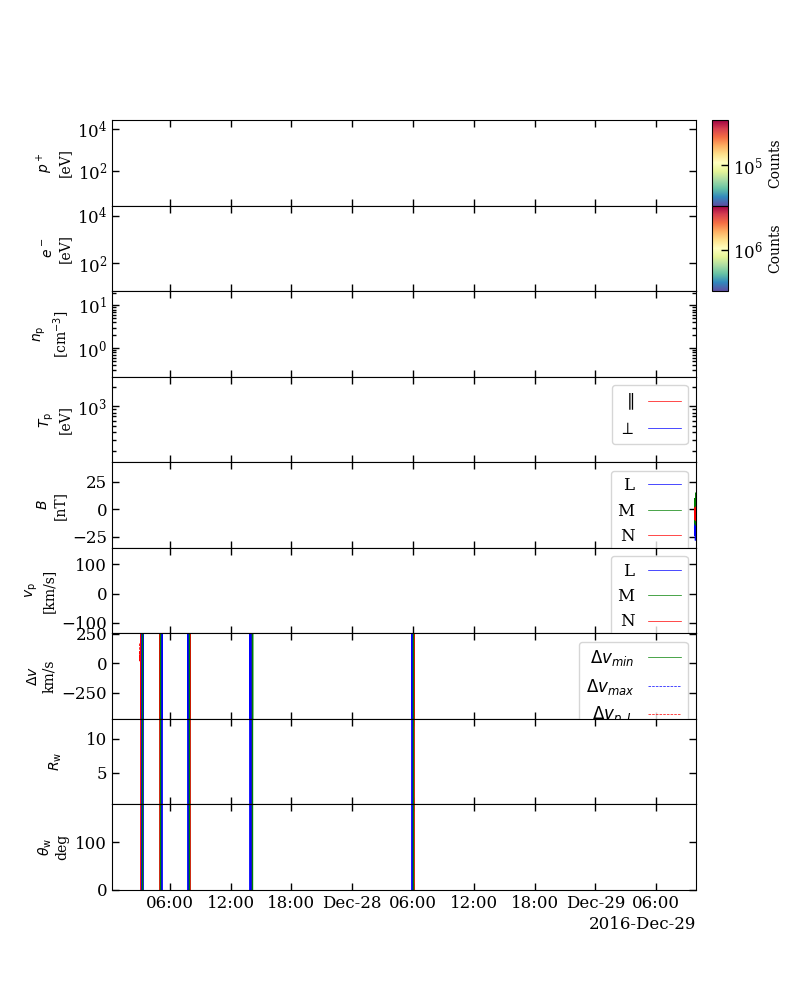 10⁴
10²
p⁺
[eV]
10⁵
Counts
10⁴
10²
e⁻
[eV]
10⁶
Counts
10¹
10⁰
nₚ
[cm⁻³]
10³
Tₚ
[eV]
∥
⊥
25
0
−25
B
[nT]
L
M
N
100
0
−100
vₚ
[km/s]
L
M
N
250
0
−250
Δv
km/s
Δv_min
Δv_max
10
5
R_w
100
0
θ_w
deg
06:00 12:00 18:00 Dec-28 06:00 12:00 18:00 Dec-29 06:00
2016-Dec-29